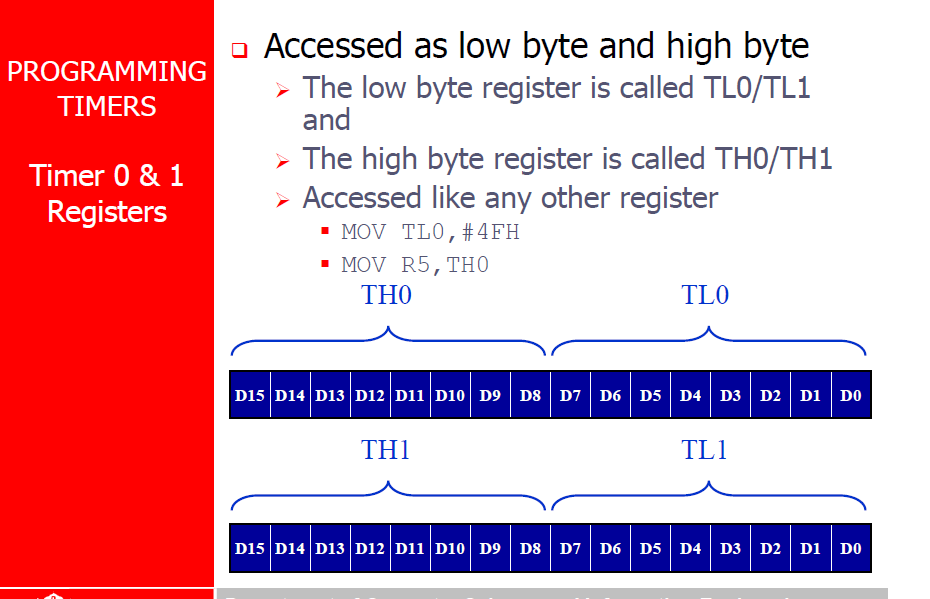 PROGRAMMING
TIMERS
Timer 0 & 1
Registers
Accessed as low byte and high byte
The low byte register is called TL0/TL1
and
The high byte register is called TH0/TH1
Accessed like any other register
MOV TL0,#4FH
MOV R5,TH0
TH0 TL0
D15 D14 D13 D12 D11 D10 D9 D8 D7 D6 D5 D4 D3 D2 D1 D0
TH1 TL1
D15 D14 D13 D12 D11 D10 D9 D8 D7 D6 D5 D4 D3 D2 D1 D0